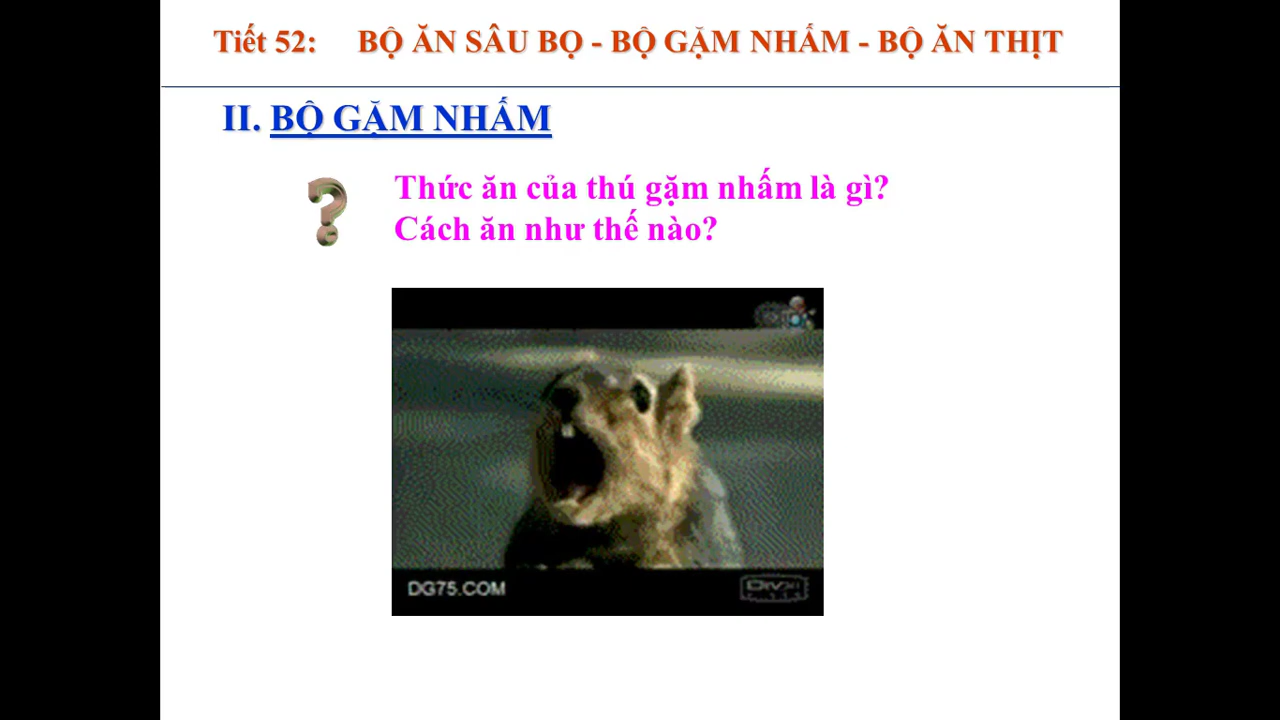 Tiết 52: BỘ ĂN SÂU BỌ - BỘ GẶM NHẤM - BỘ ĂN THỊT
II. BỘ GẶM NHẤM
? Thức ăn của thú gặm nhấm là gì?
Cách ăn như thế nào?
DG75.COM